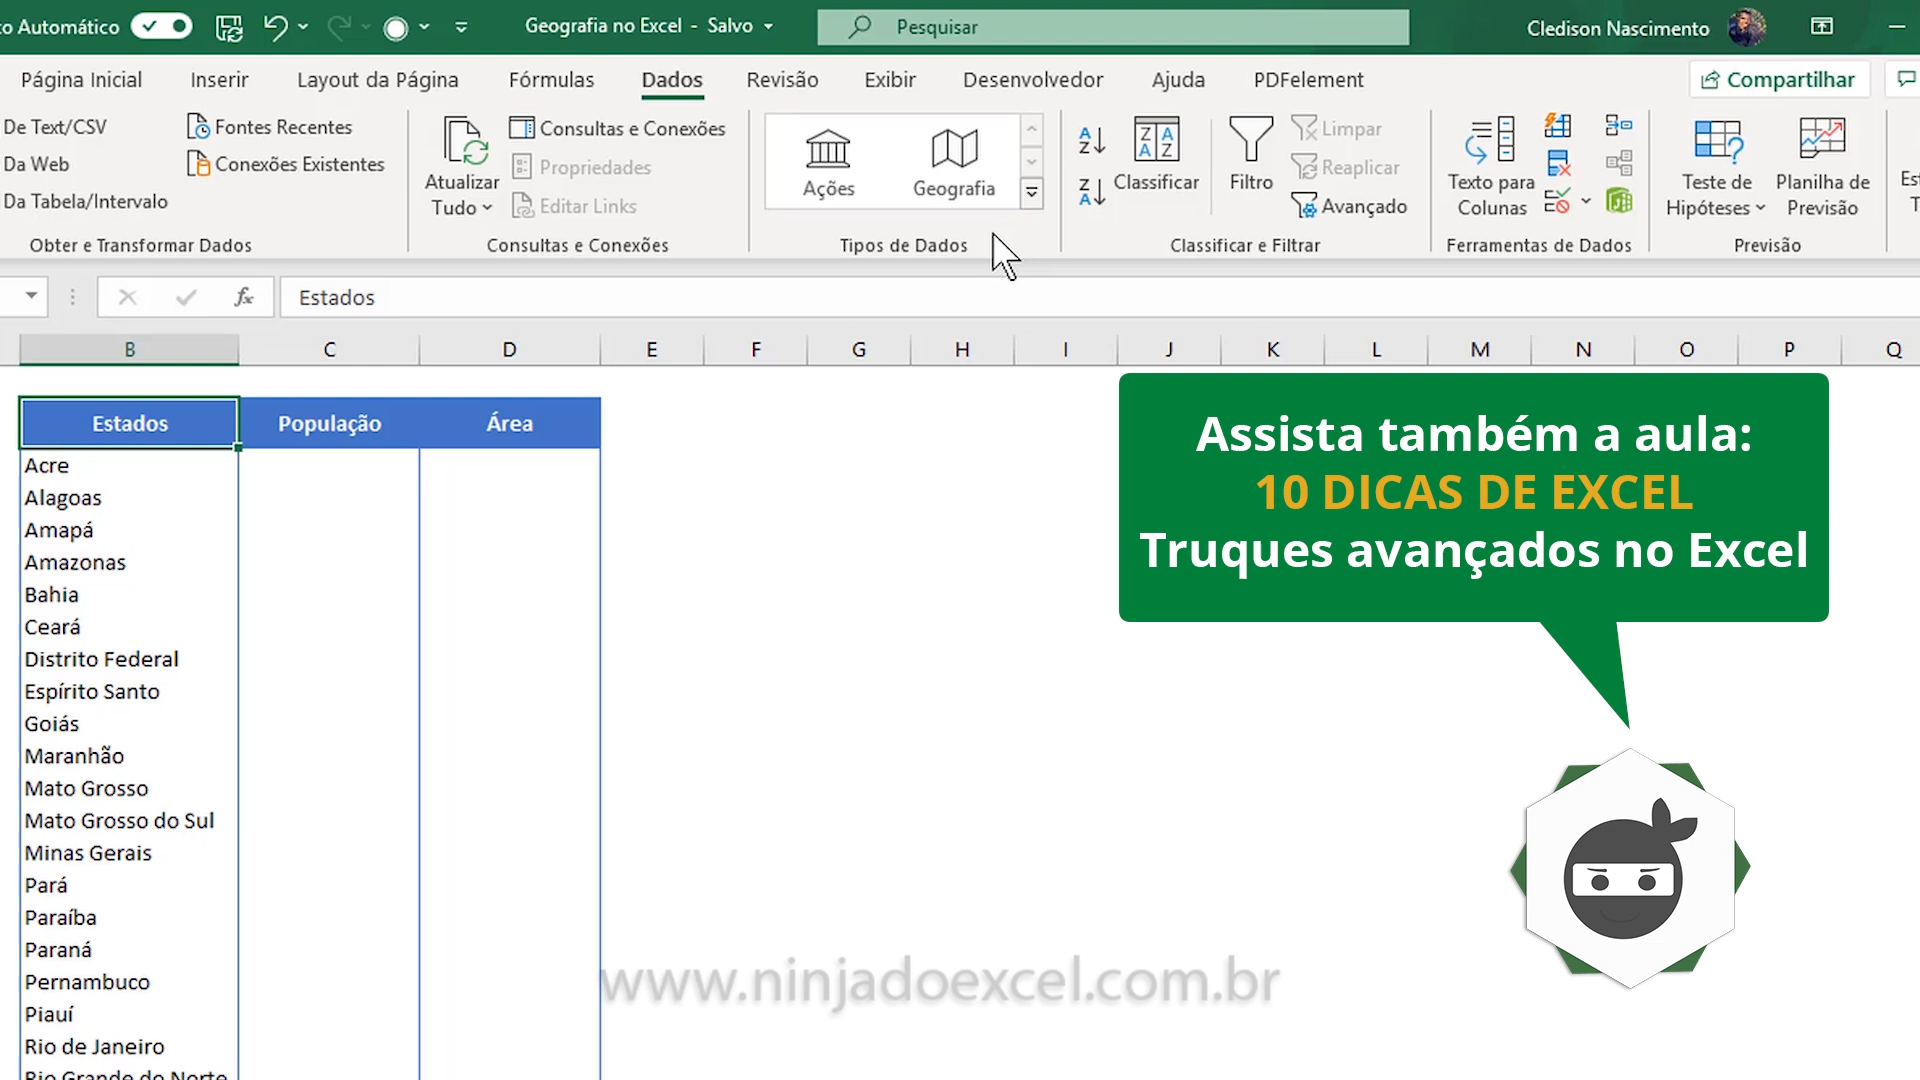 o Automático
Geografia no Excel - Salvo
Pesquisar
Cledison Nascimento
Página Inicial
Inserir
Layout da Página
Fórmulas
Dados
Revisão
Exibir
Desenvolvedor
Ajuda
PDFelement
Compartilhar
De Text/CSV
Da Web
Da Tabela/Intervalo
Fontes Recentes
Conexões Existentes
Obter e Transformar Dados
Atualizar
Tudo
Consultas e Conexões
Propriedades
Editar Links
Consultas e Conexões
Ações
Geografia
Tipos de Dados
Classificar
Filtro
Limpar
Reaplicar
Avançado
Classificar e Filtrar
Texto para
Colunas
Ferramentas de Dados
Teste de
Hipóteses
Planilha de
Previsão
Previsão
fx
Estados
B C D E F G H I J K L M N O P Q
Estados População Área
Acre
Alagoas
Amapá
Amazonas
Bahia
Ceará
Distrito Federal
Espírito Santo
Goiás
Maranhão
Mato Grosso
Mato Grosso do Sul
Minas Gerais
Pará
Paraíba
Paraná
Pernambuco
Piauí
Rio de Janeiro
Rio Grande do Norte
Assista também a aula:
10 DICAS DE EXCEL
Truques avançados no Excel
www.ninjadoexcel.com.br